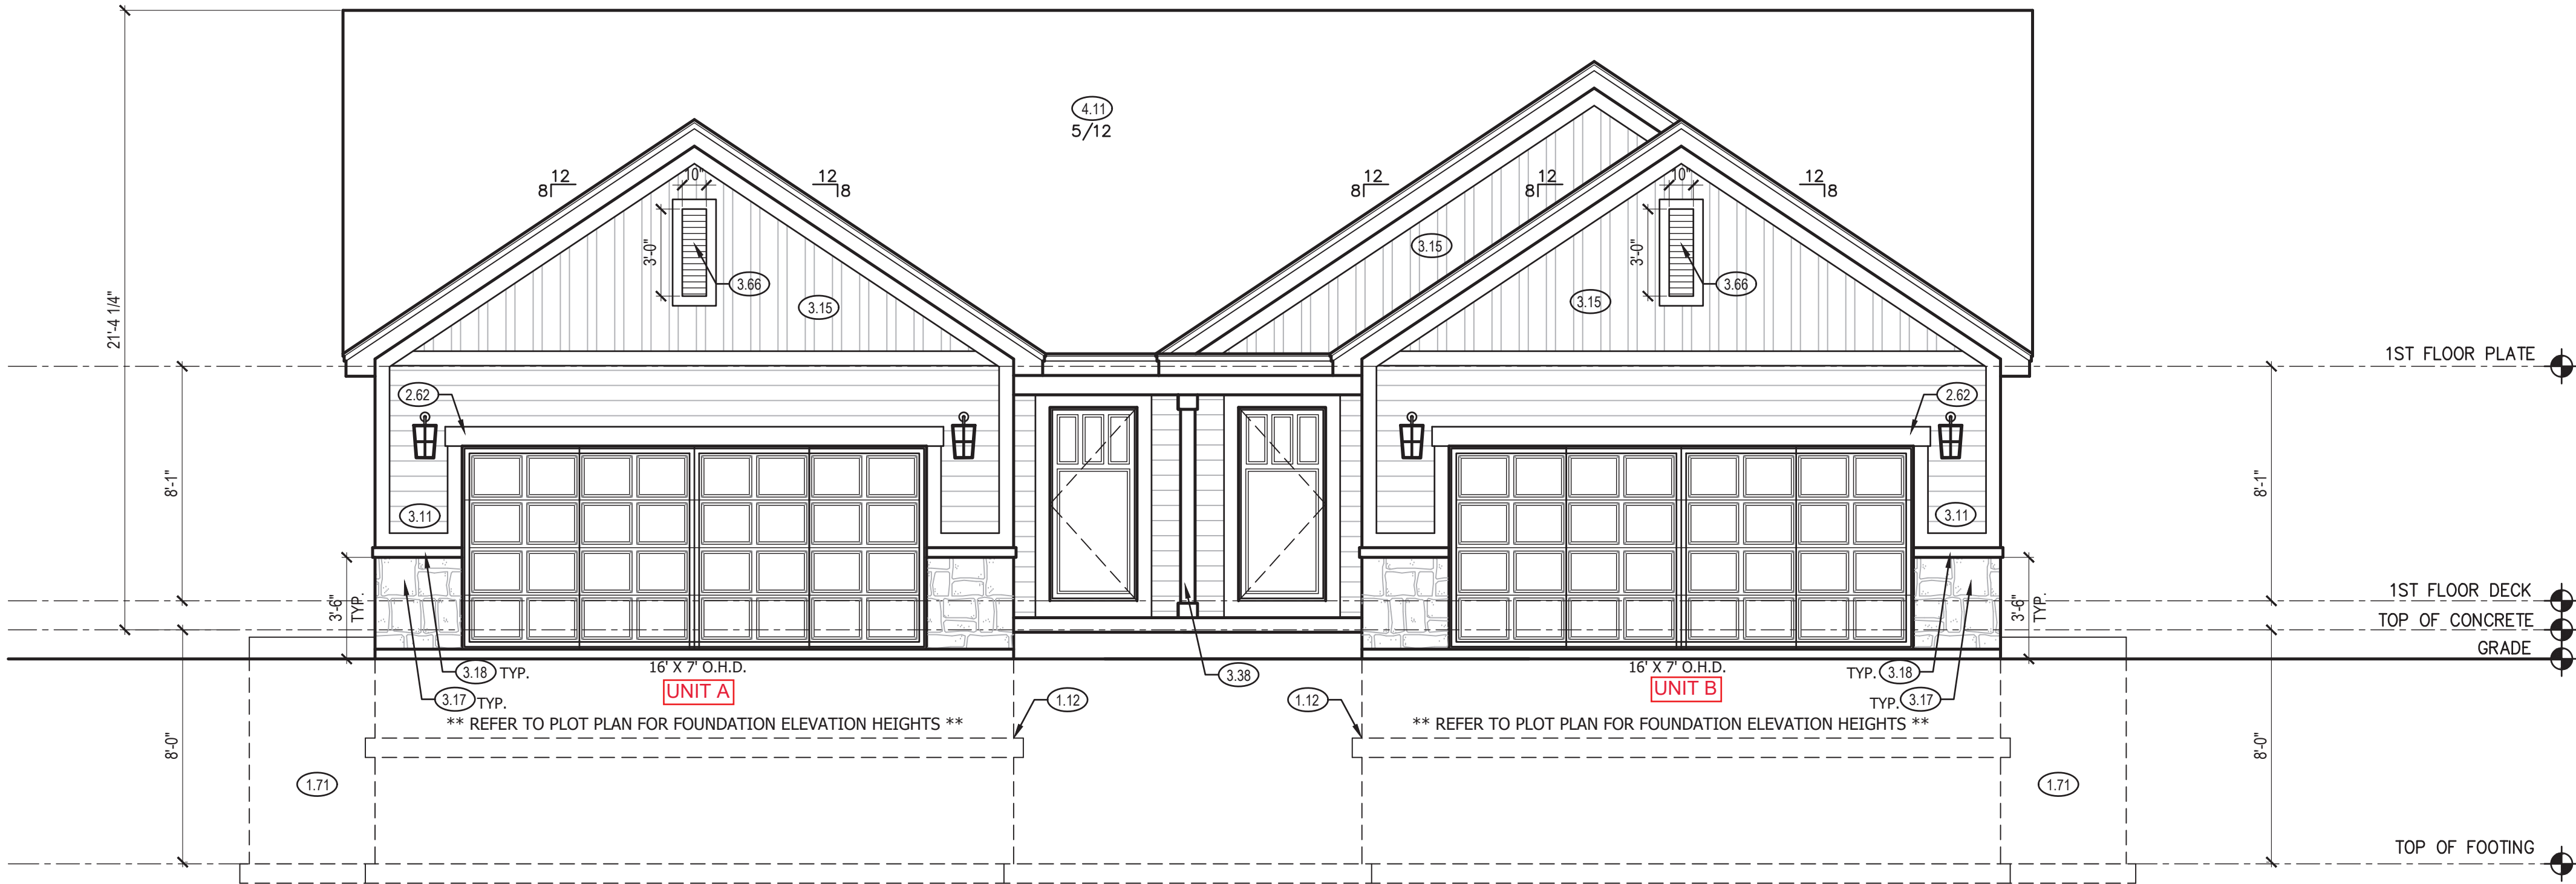 4.11
5/12
12
8
12
8
12
8
12
8
12
8
10"
10"
3'-0"
3'-0"
3.66
3.15
3.15
3.15
3.66
21'-4 1/4"
1ST FLOOR PLATE
2.62
2.62
8'-1"
8'-1"
3.11
3.11
3'-6"
TYP.
3'-6"
TYP.
1ST FLOOR DECK
TOP OF CONCRETE
GRADE
3.18 TYP.
3.17 TYP.
16' X 7' O.H.D.
UNIT A
3.38
16' X 7' O.H.D.
UNIT B
TYP. 3.18
TYP. 3.17
1.12
1.12
** REFER TO PLOT PLAN FOR FOUNDATION ELEVATION HEIGHTS **
** REFER TO PLOT PLAN FOR FOUNDATION ELEVATION HEIGHTS **
8'-0"
8'-0"
1.71
1.71
TOP OF FOOTING